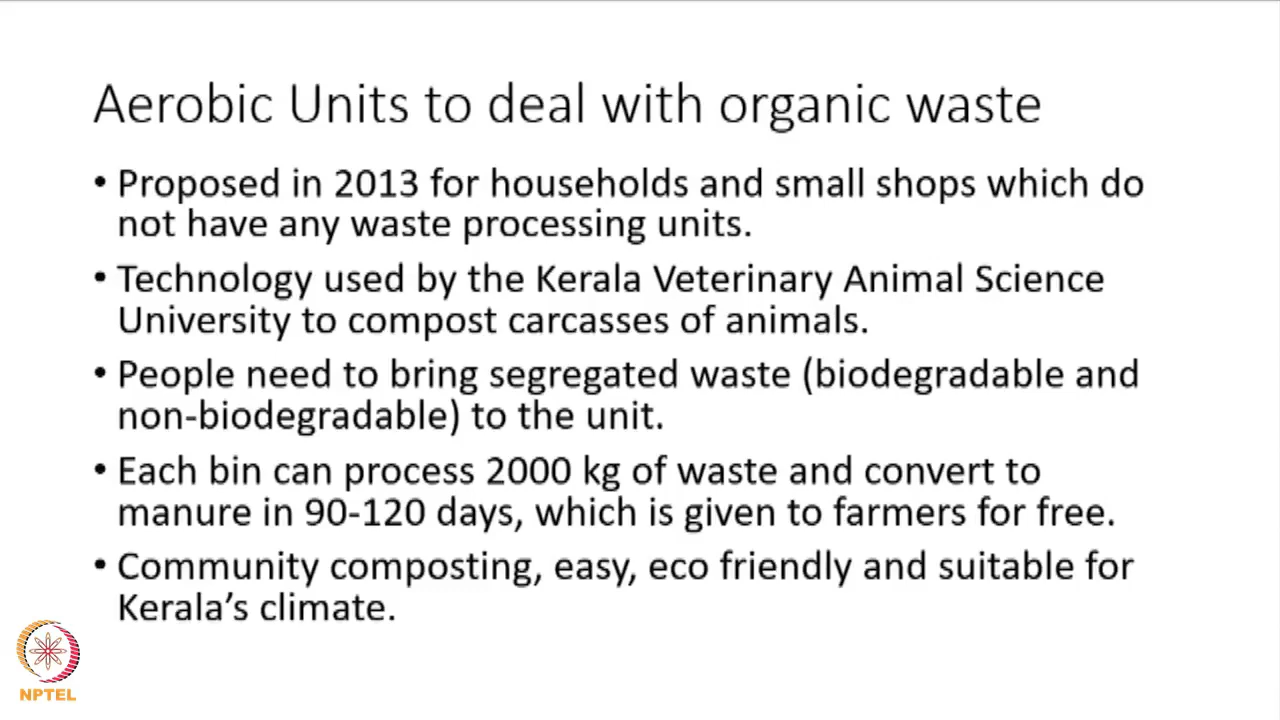 Aerobic Units to deal with organic waste
• Proposed in 2013 for households and small shops which do
not have any waste processing units.
• Technology used by the Kerala Veterinary Animal Science
University to compost carcasses of animals.
• People need to bring segregated waste (biodegradable and
non-biodegradable) to the unit.
• Each bin can process 2000 kg of waste and convert to
manure in 90-120 days, which is given to farmers for free.
• Community composting, easy, eco friendly and suitable for
Kerala’s climate.
NPTEL